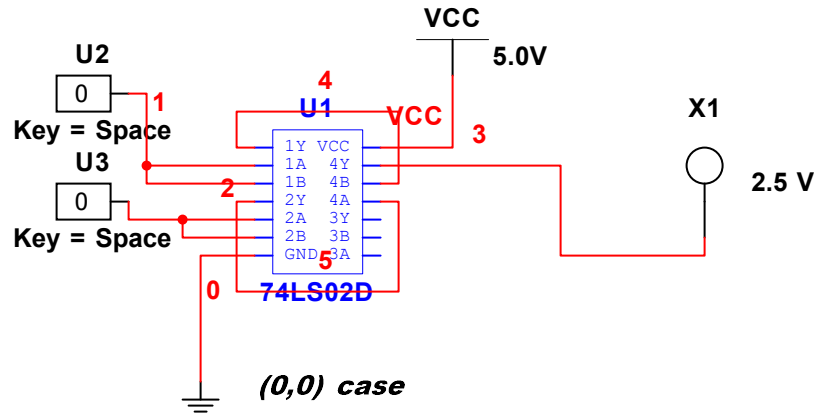 VCC
5.0V
U2
0
1
Key = Space
U3
0
2
Key = Space
4
U1
VCC
3
X1
2.5 V
1Y VCC
1A 4Y
1B 4B
2Y 4A
2A 3Y
2B 3B
GND 3A
5
74LS02D
0
(0,0) case